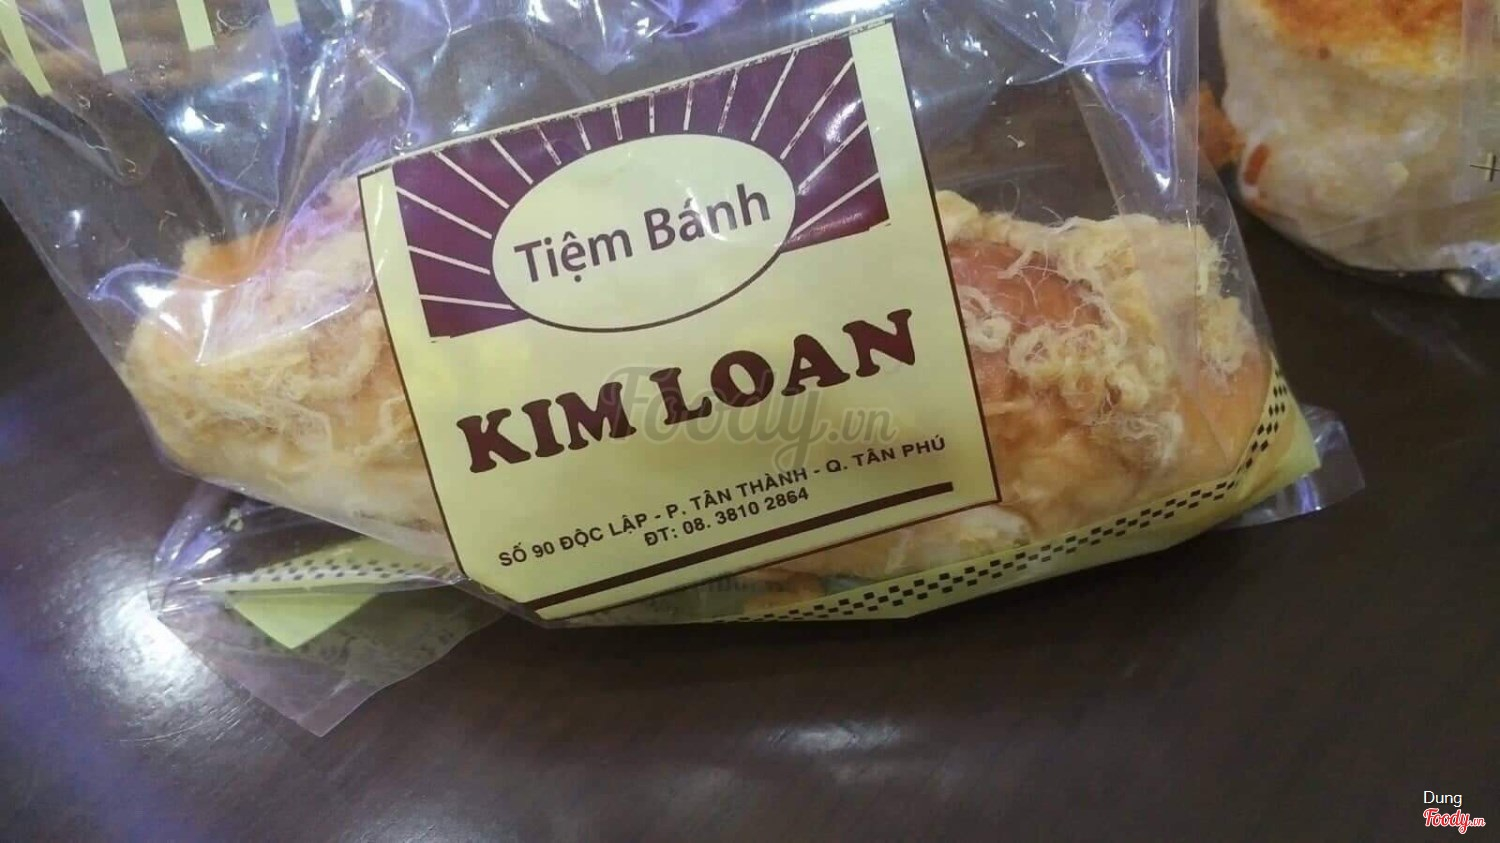 Tiệm Bánh
KIM LOAN
SỐ 90 ĐỘC LẬP - P. TÂN THÀNH - Q. TÂN PHÚ
ĐT: 08. 3810 2864
Foody.vn
Dung
Foody.vn